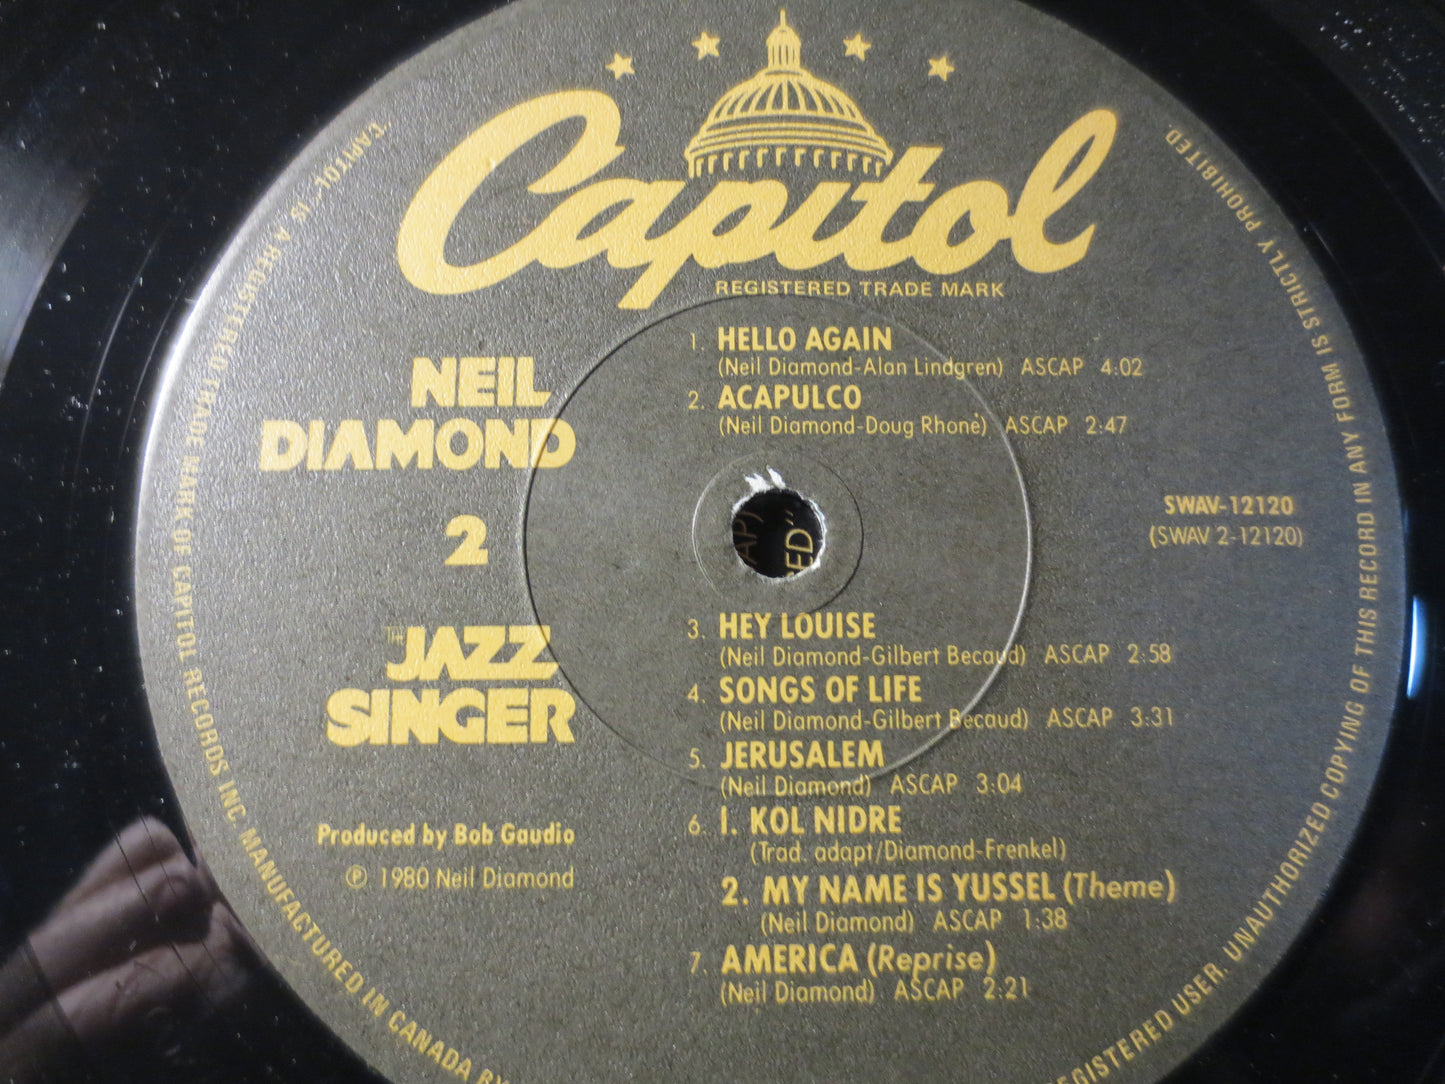 Capitol
REGISTERED TRADE MARK
NEIL
DIAMOND
2
THE JAZZ
SINGER
Produced by Bob Gaudio
℗ 1980 Neil Diamond
1. HELLO AGAIN
(Neil Diamond-Alan Lindgren) ASCAP 4:02
2. ACAPULCO
(Neil Diamond-Doug Rhone) ASCAP 2:47
SWAV-12120
(SWAV 2-12120)
3. HEY LOUISE
(Neil Diamond-Gilbert Becaud) ASCAP 2:58
4. SONGS OF LIFE
(Neil Diamond-Gilbert Becaud) ASCAP 3:31
5. JERUSALEM
(Neil Diamond) ASCAP 3:04
6. I. KOL NIDRE
(Trad. adapt/Diamond-Frenkel)
2. MY NAME IS YUSSEL (Theme)
(Neil Diamond) ASCAP 1:38
7. AMERICA (Reprise)
(Neil Diamond) ASCAP 2:21
"CAPITOL" IS A REGISTERED TRADE MARK OF CAPITOL RECORDS INC. MANUFACTURED IN CANADA BY
REGISTERED USER. UNAUTHORIZED COPYING OF THIS RECORD IN ANY FORM IS STRICTLY PROHIBITED.